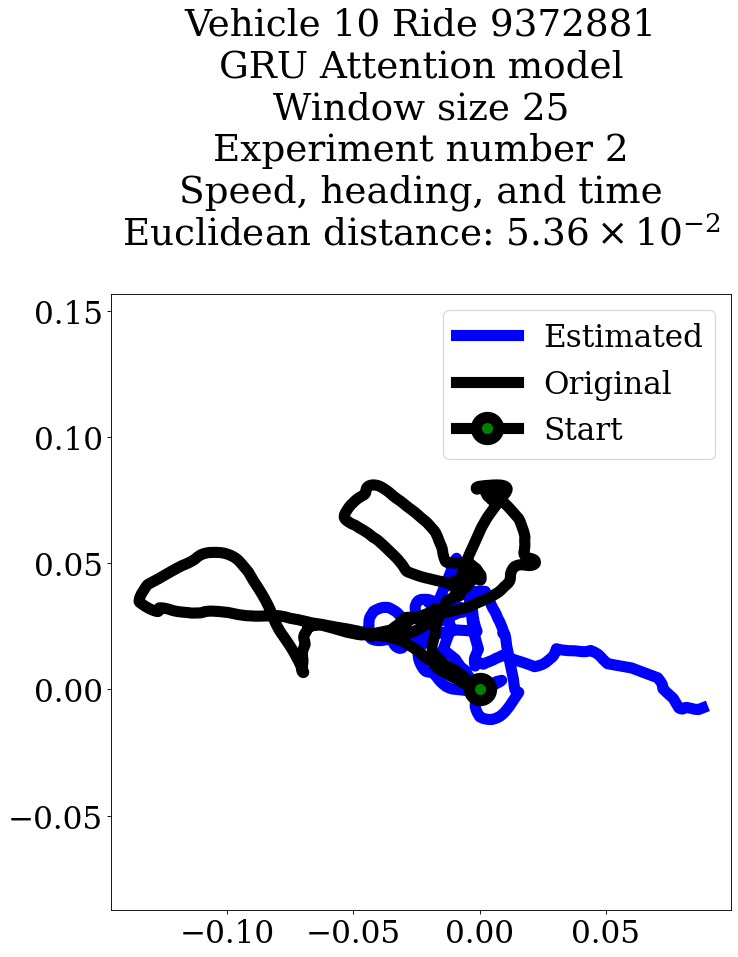 Vehicle 10 Ride 9372881
GRU Attention model
Window size 25
Experiment number 2
Speed, heading, and time
Euclidean distance: 5.36 × 10⁻²
Estimated
Original
Start
0.15
0.10
0.05
0.00
−0.05
−0.10 −0.05 0.00 0.05